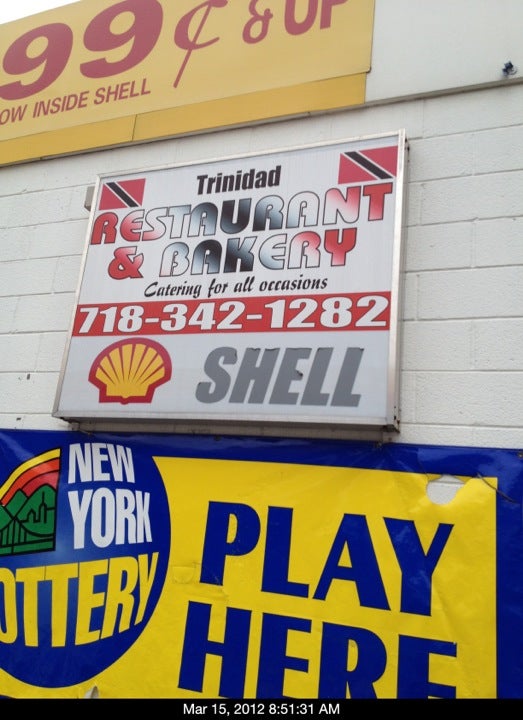 99¢ & UP
OW INSIDE SHELL
Trinidad
RESTAURANT
& BAKERY
Catering for all occasions
718-342-1282
SHELL
NEW
YORK
OTTERY
PLAY
HERE
Mar 15, 2012 8:51:31 AM